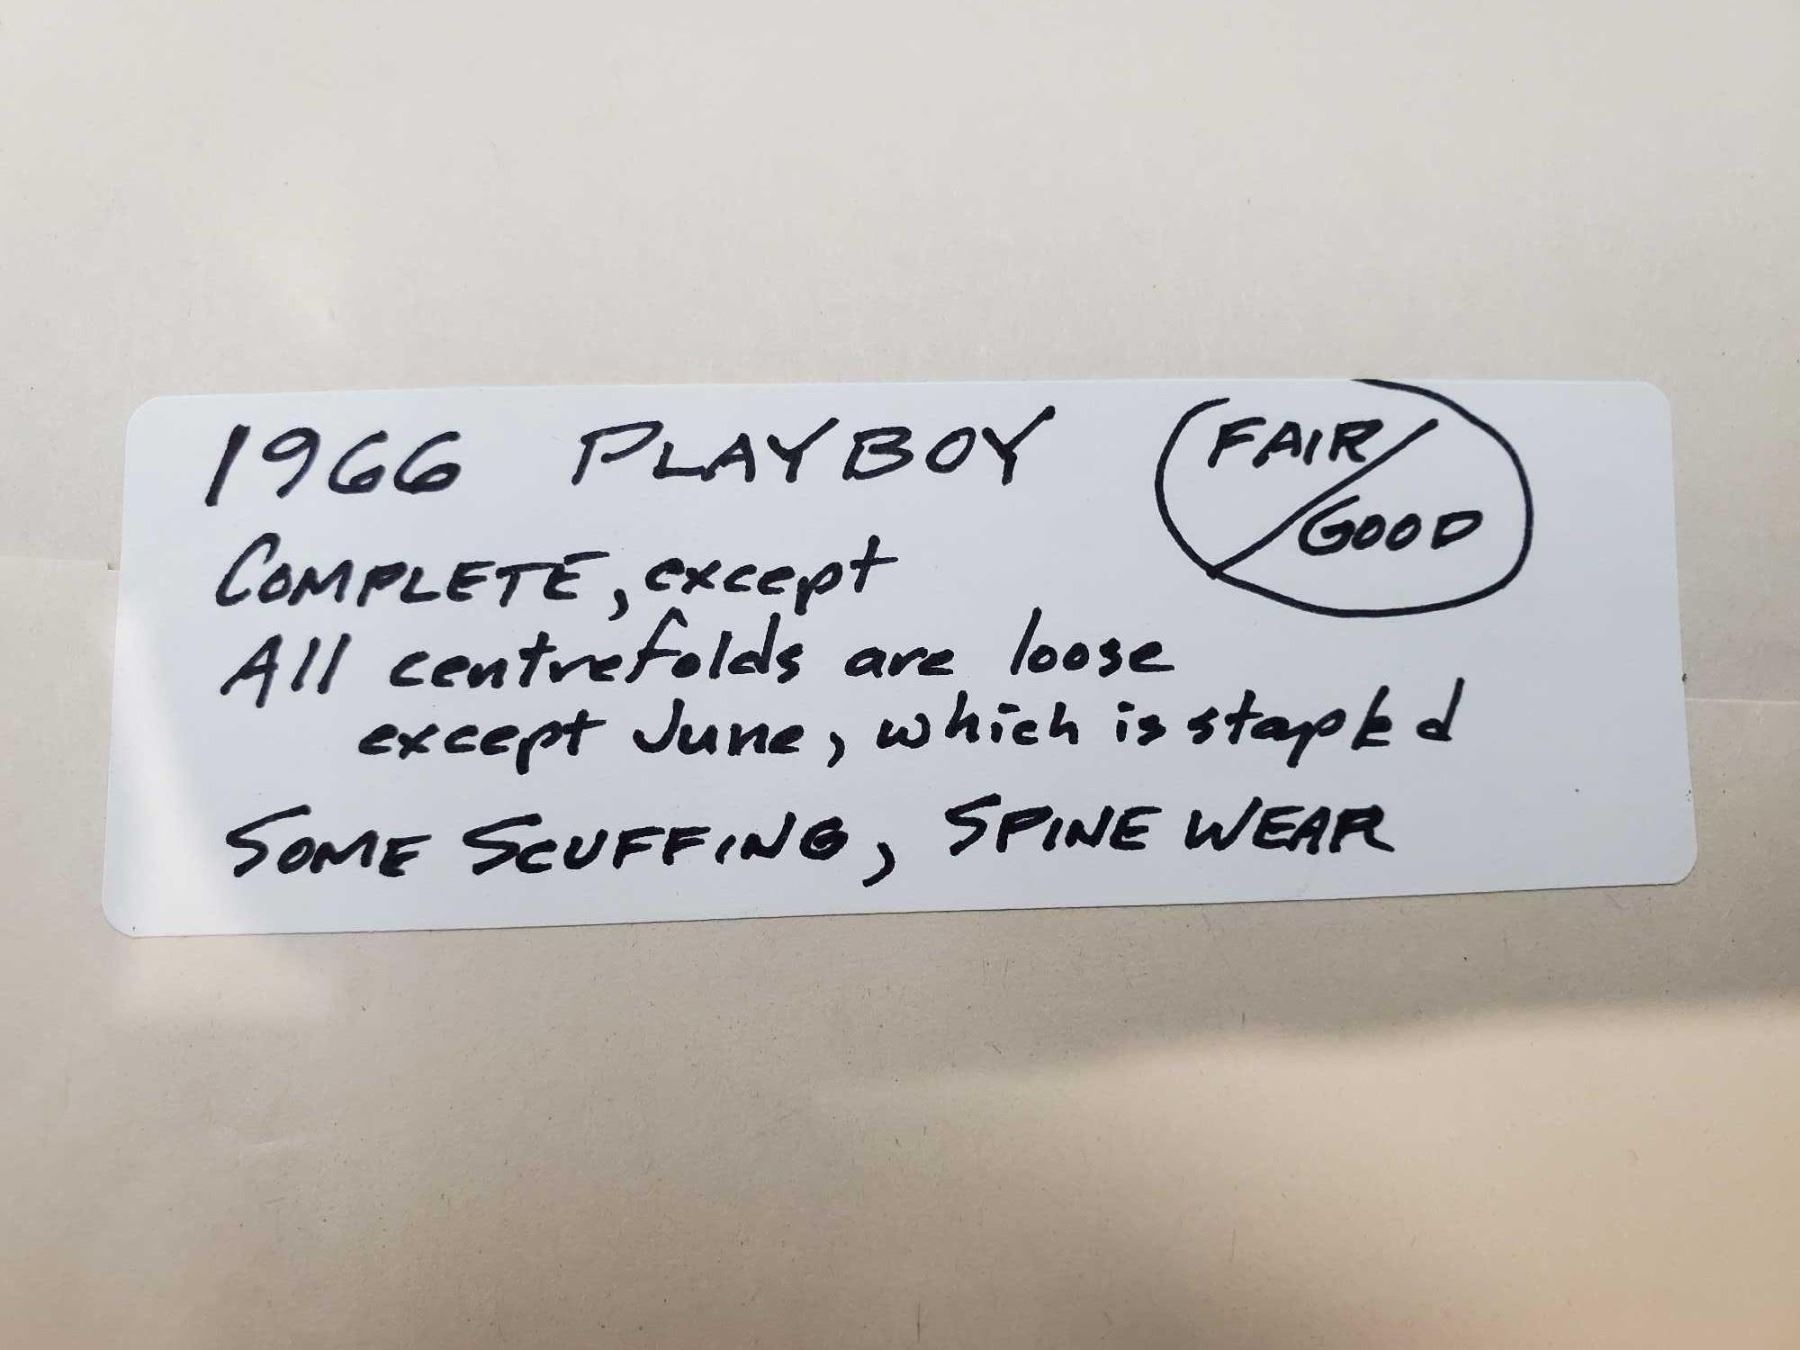 1966 PLAYBOY
FAIR/
GOOD
COMPLETE, except
All centrefolds are loose
except June, which is stapled
SOME SCUFFING, SPINE WEAR